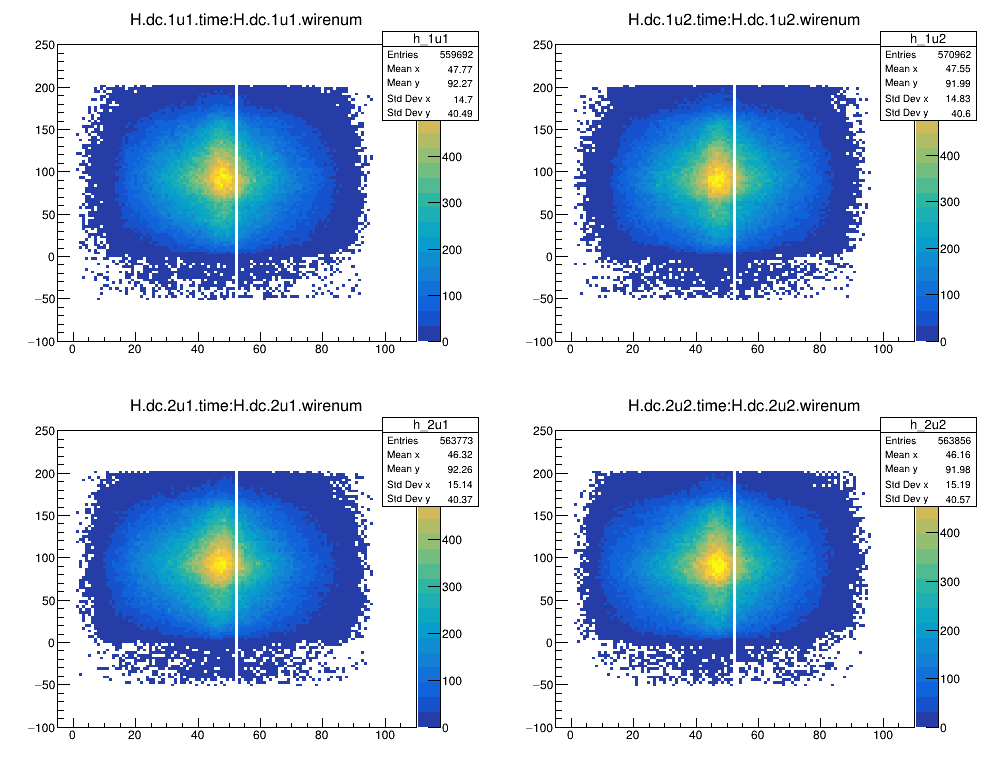 H.dc.1u1.time:H.dc.1u1.wirenum
h_1u1
Entries 559692
Mean x 47.77
Mean y 92.27
Std Dev x 14.7
Std Dev y 40.49
250
200
150
100
50
0
−50
−100
0 20 40 60 80 100
400
300
200
100
0
H.dc.1u2.time:H.dc.1u2.wirenum
h_1u2
Entries 570962
Mean x 47.55
Mean y 91.99
Std Dev x 14.83
Std Dev y 40.6
250
200
150
100
50
0
−50
−100
0 20 40 60 80 100
400
300
200
100
0
H.dc.2u1.time:H.dc.2u1.wirenum
h_2u1
Entries 563773
Mean x 46.32
Mean y 92.26
Std Dev x 15.14
Std Dev y 40.37
250
200
150
100
50
0
−50
−100
0 20 40 60 80 100
400
300
200
100
0
H.dc.2u2.time:H.dc.2u2.wirenum
h_2u2
Entries 563856
Mean x 46.16
Mean y 91.98
Std Dev x 15.19
Std Dev y 40.57
250
200
150
100
50
0
−50
−100
0 20 40 60 80 100
400
300
200
100
0